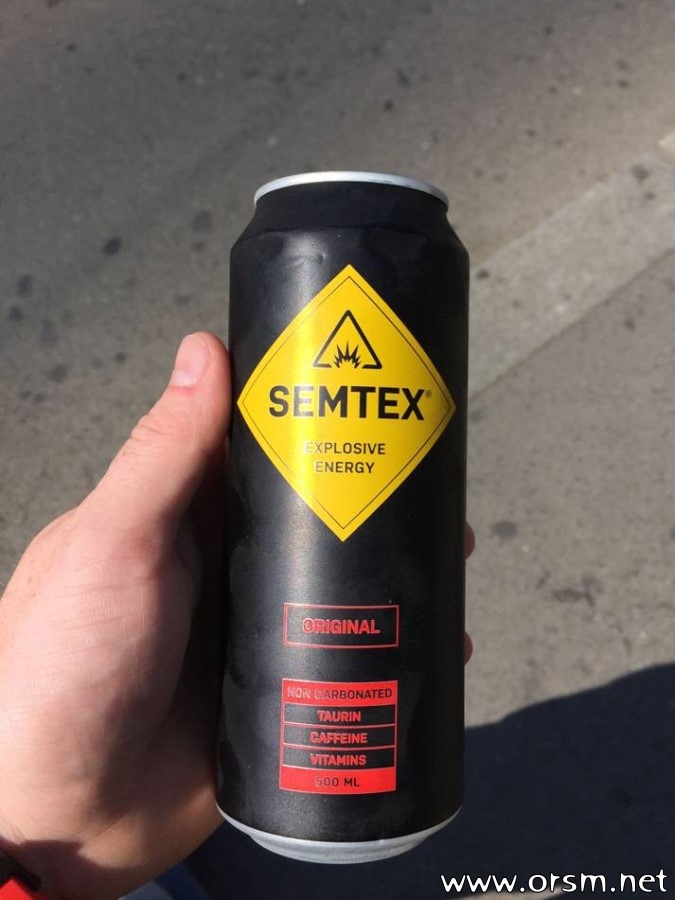 SEMTEX®
EXPLOSIVE
ENERGY
ORIGINAL
NON CARBONATED
TAURIN
CAFFEINE
VITAMINS
500 ML
www.orsm.net